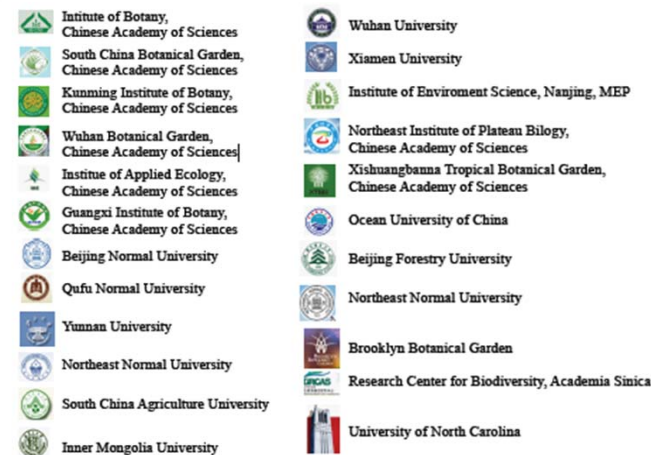 Intitute of Botany,
Chinese Academy of Sciences
South China Botanical Garden,
Chinese Academy of Sciences
Kunming Institute of Botany,
Chinese Academy of Sciences
Wuhan Botanical Garden,
Chinese Academy of Sciences
Institue of Applied Ecology,
Chinese Academy of Sciences
Guangxi Institute of Botany,
Chinese Academy of Sciences
Beijing Normal University
Qufu Normal University
Yunnan University
Northeast Normal University
South China Agriculture University
Inner Mongolia University
Wuhan University
Xiamen University
Institute of Enviroment Science, Nanjing, MEP
Northeast Institute of Plateau Bilogy,
Chinese Academy of Sciences
Xishuangbanna Tropical Botanical Garden,
Chinese Academy of Sciences
Ocean University of China
Beijing Forestry University
Northeast Normal University
Brooklyn Botanical Garden
Research Center for Biodiversity, Academia Sinica
University of North Carolina